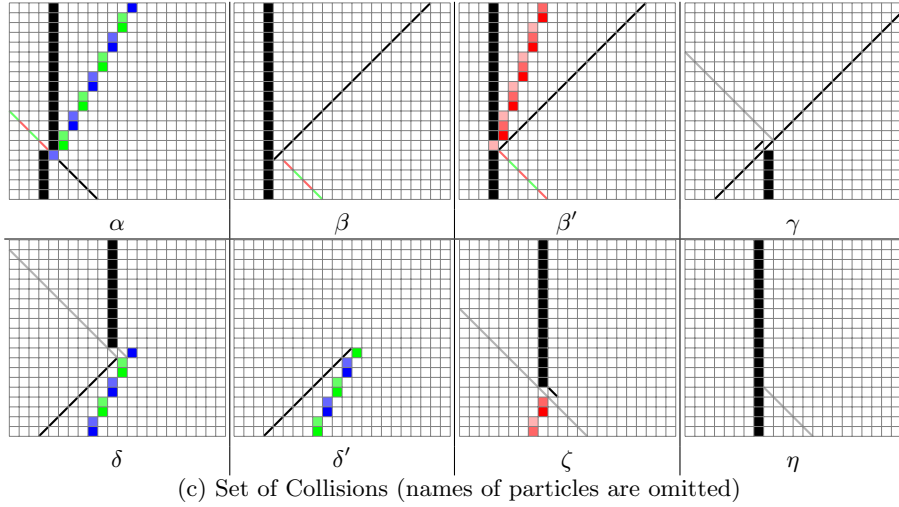 α β β′ γ
δ δ′ ζ η
(c) Set of Collisions (names of particles are omitted)